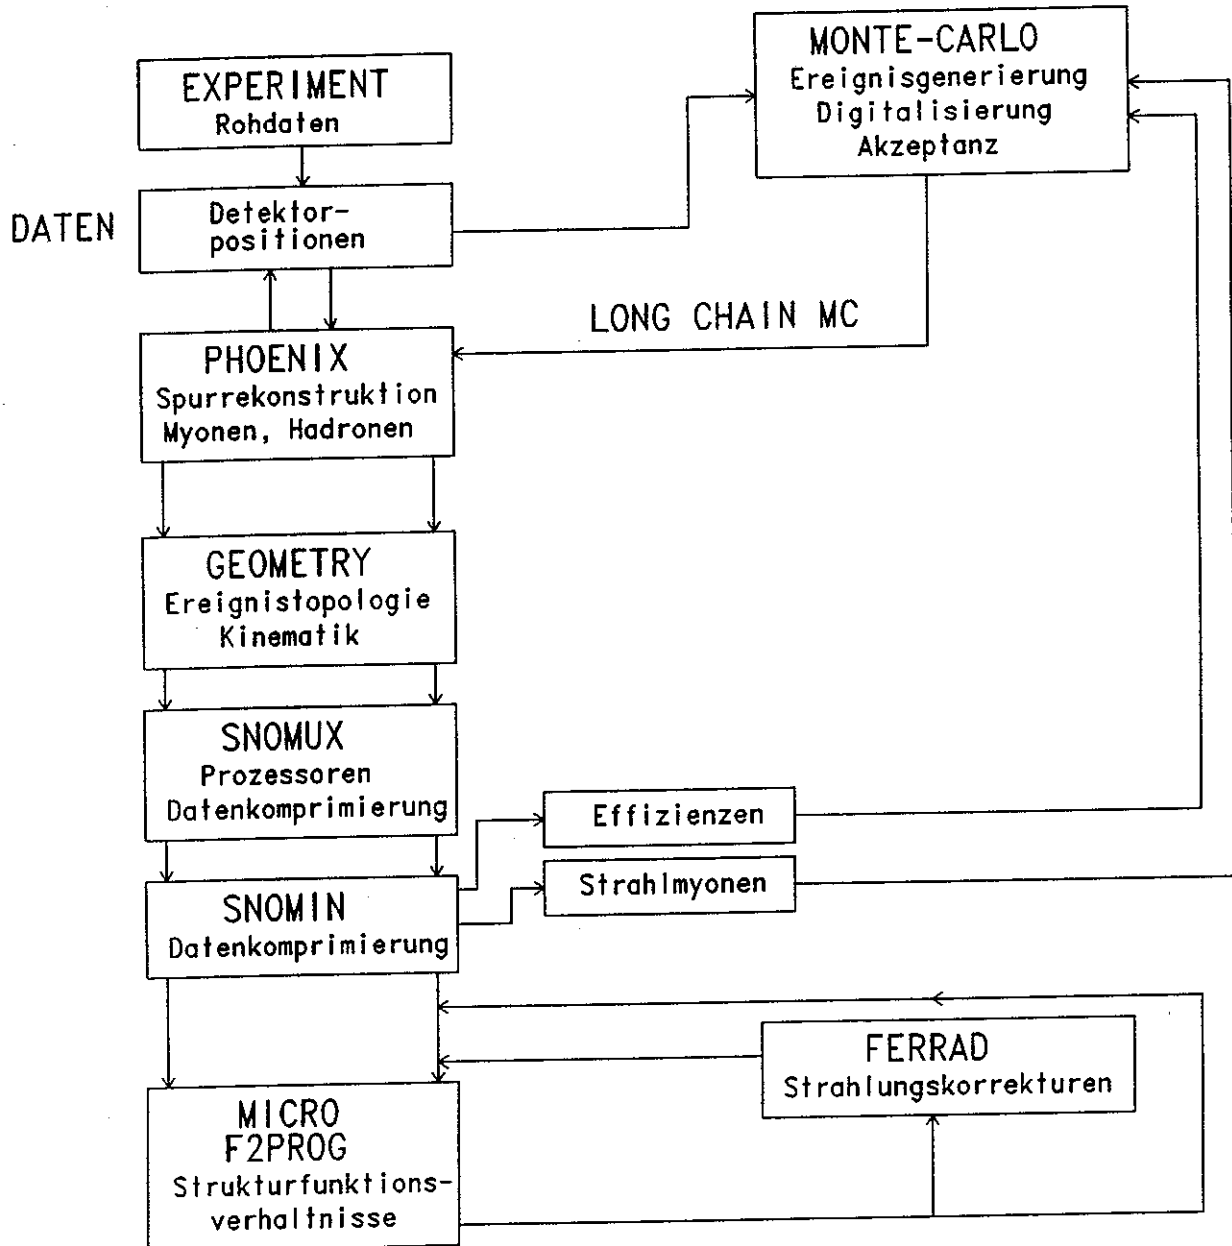 EXPERIMENT
Rohdaten
MONTE-CARLO
Ereignisgenerierung
Digitalisierung
Akzeptanz
DATEN
Detektor-
positionen
LONG CHAIN MC
PHOENIX
Spurrekonstruktion
Myonen, Hadronen
GEOMETRY
Ereignistopologie
Kinematik
SNOMUX
Prozessoren
Datenkomprimierung
Effizienzen
Strahlmyonen
SNOMIN
Datenkomprimierung
FERRAD
Strahlungskorrekturen
MICRO
F2PROG
Strukturfunktions-
verhaltnisse